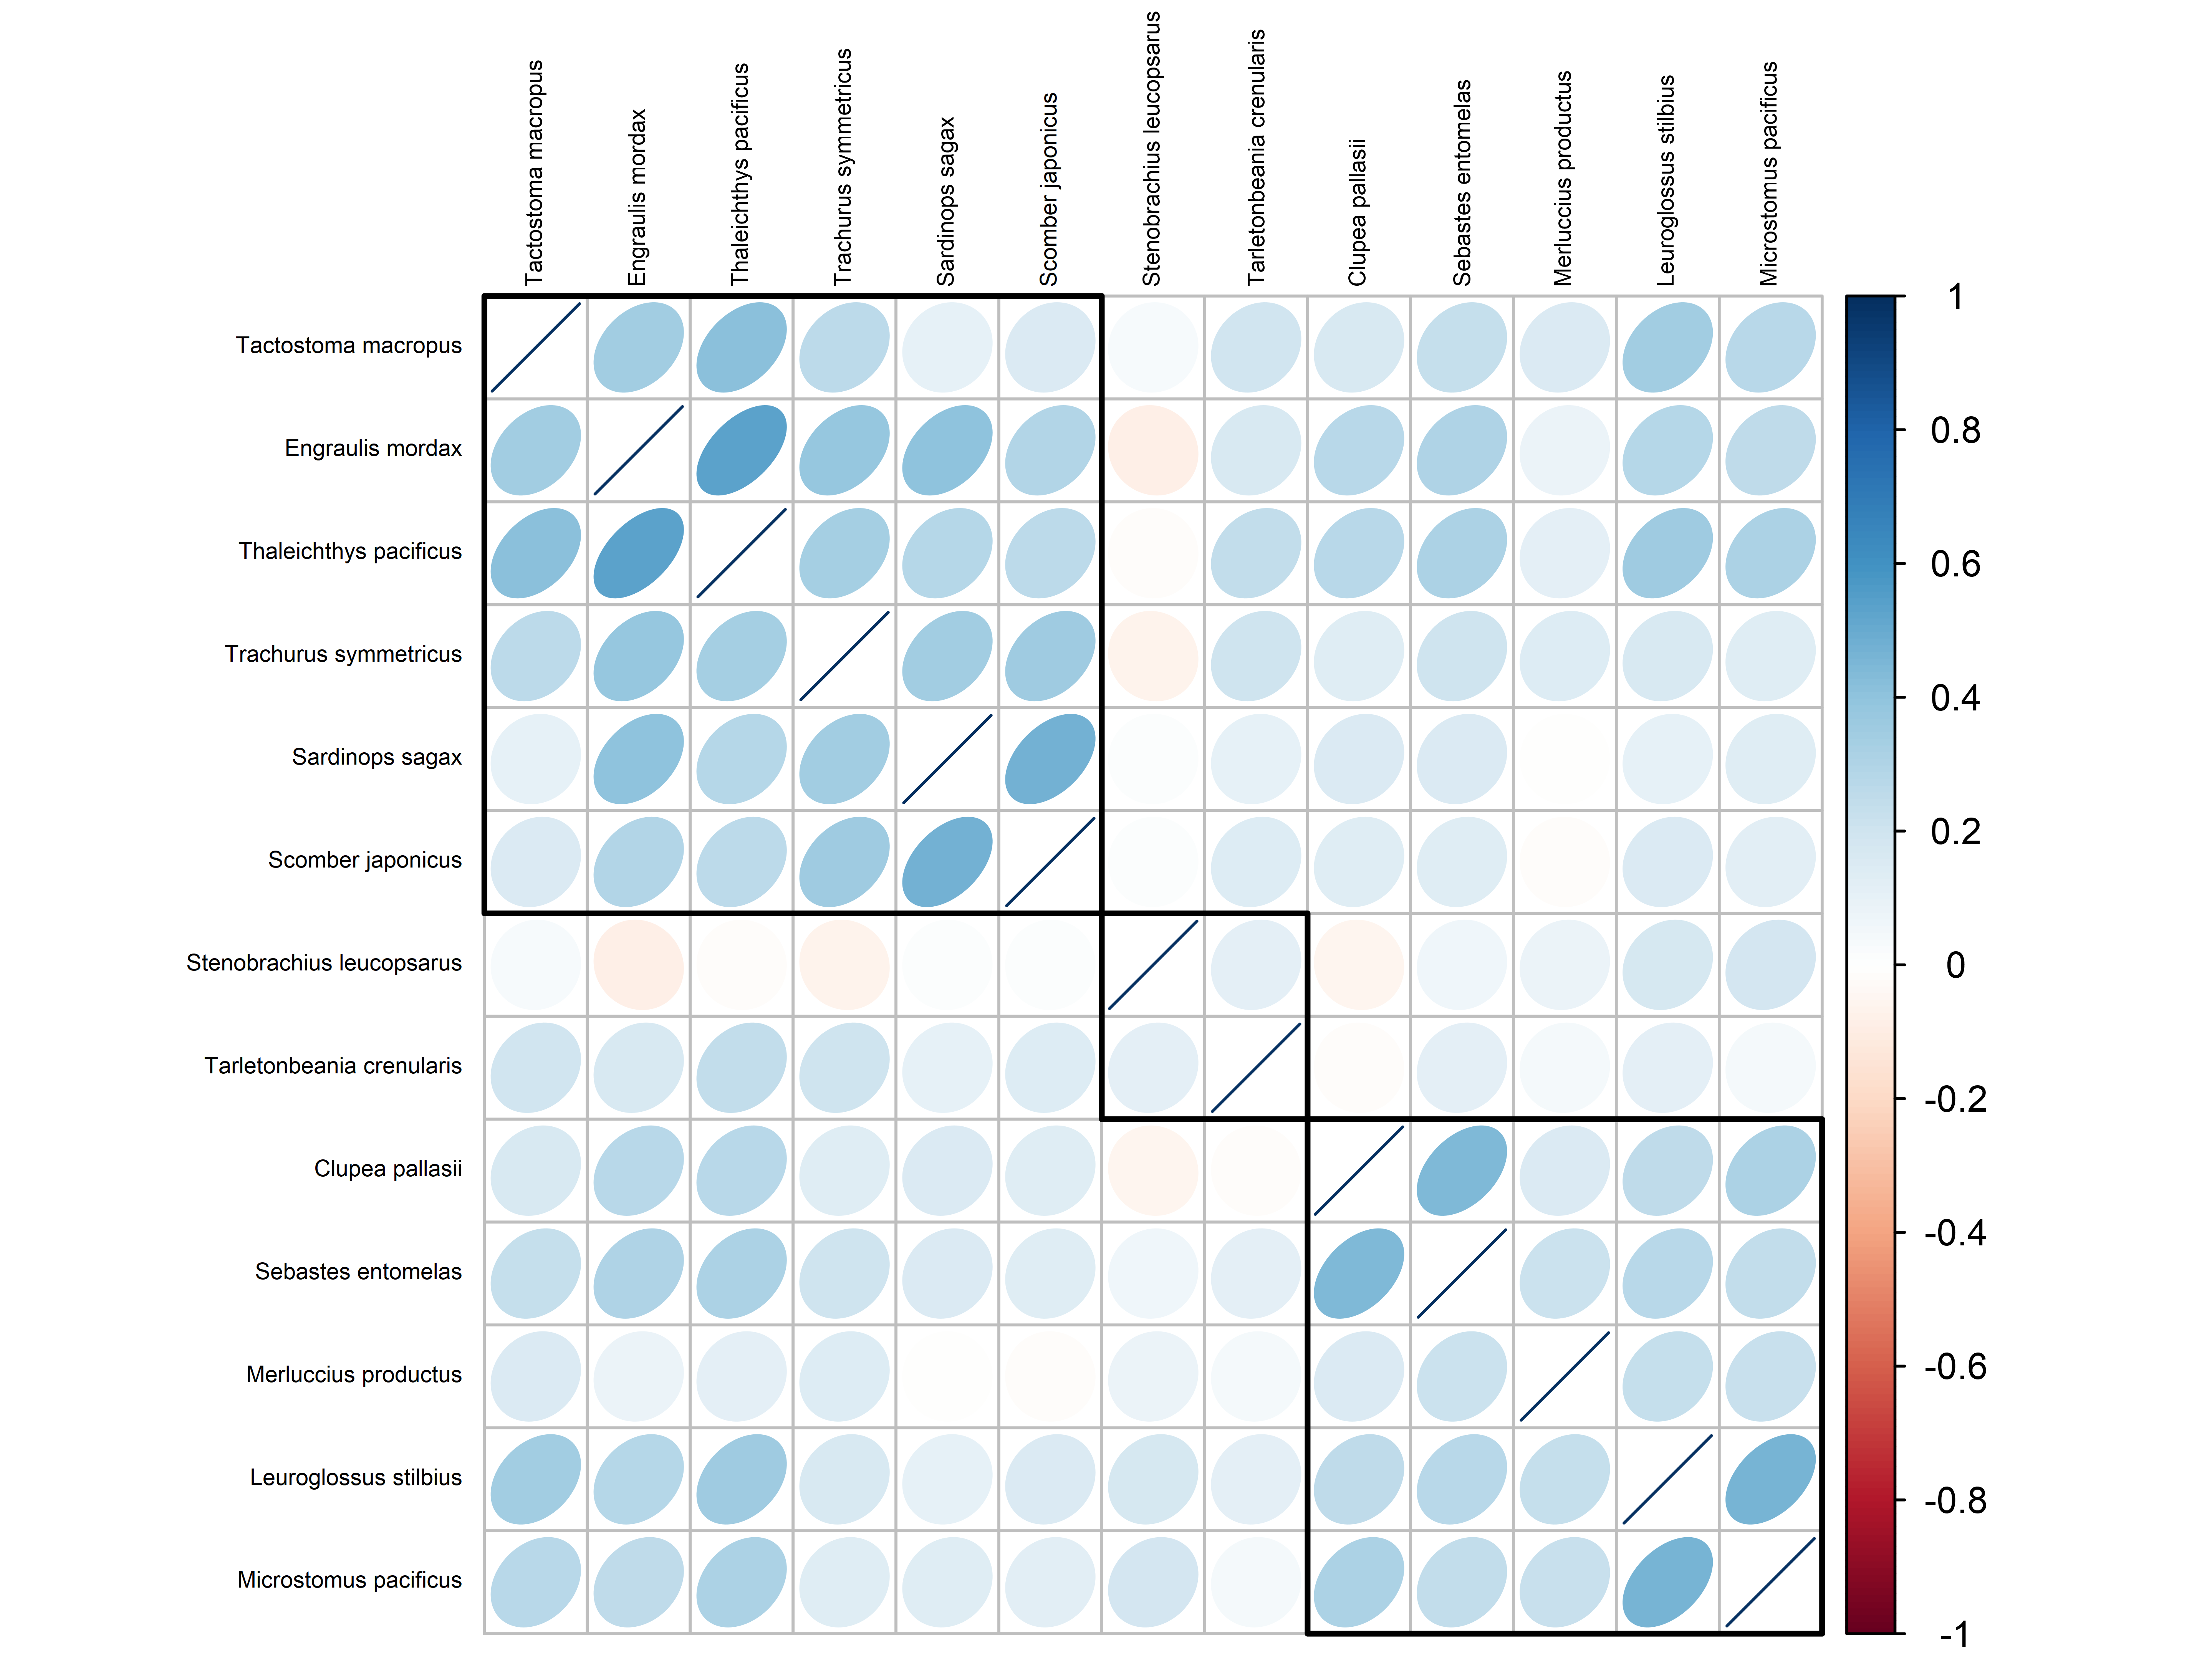 Tactostoma macropus
Engraulis mordax
Thaleichthys pacificus
Trachurus symmetricus
Sardinops sagax
Scomber japonicus
Stenobrachius leucopsarus
Tarletonbeania crenularis
Clupea pallasii
Sebastes entomelas
Merluccius productus
Leuroglossus stilbius
Microstomus pacificus
Tactostoma macropus
Engraulis mordax
Thaleichthys pacificus
Trachurus symmetricus
Sardinops sagax
Scomber japonicus
Stenobrachius leucopsarus
Tarletonbeania crenularis
Clupea pallasii
Sebastes entomelas
Merluccius productus
Leuroglossus stilbius
Microstomus pacificus
1
0.8
0.6
0.4
0.2
0
-0.2
-0.4
-0.6
-0.8
-1